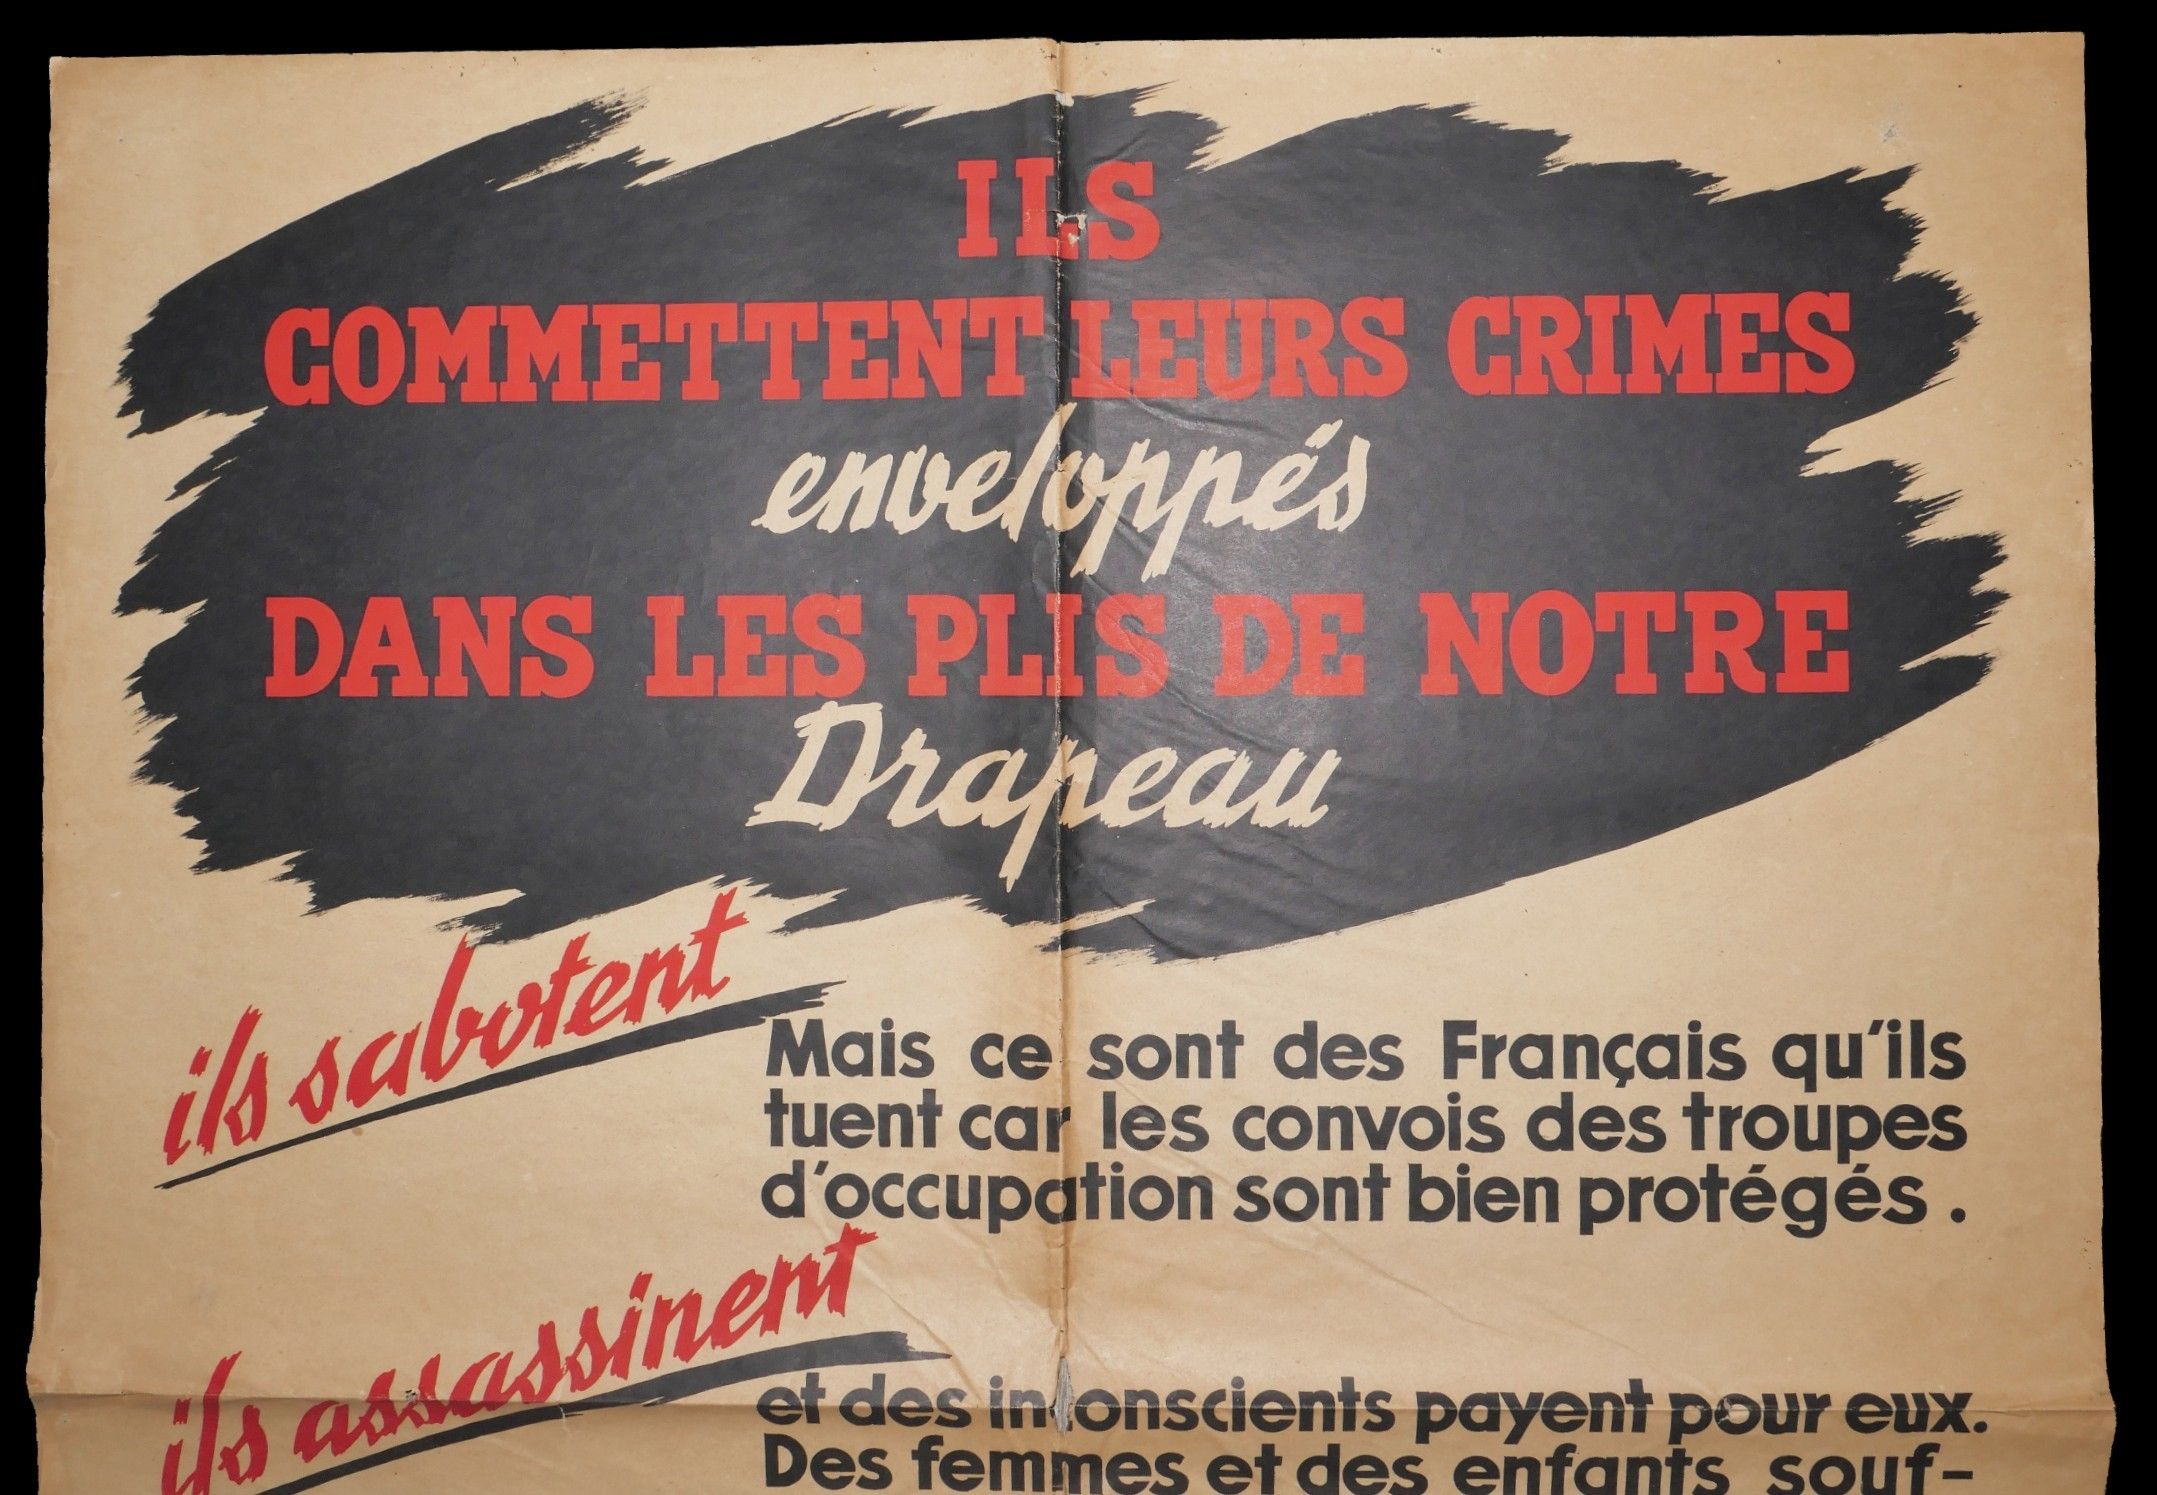 ILS
COMMETTENT LEURS CRIMES
enveloppés
DANS LES PLIS DE NOTRE
Drapeau
ils sabotent
Mais ce sont des Français qu'ils
tuent car les convois des troupes
d'occupation sont bien protégés.
ils assassinent
et des inconscients payent pour eux.
Des femmes et des enfants souf-